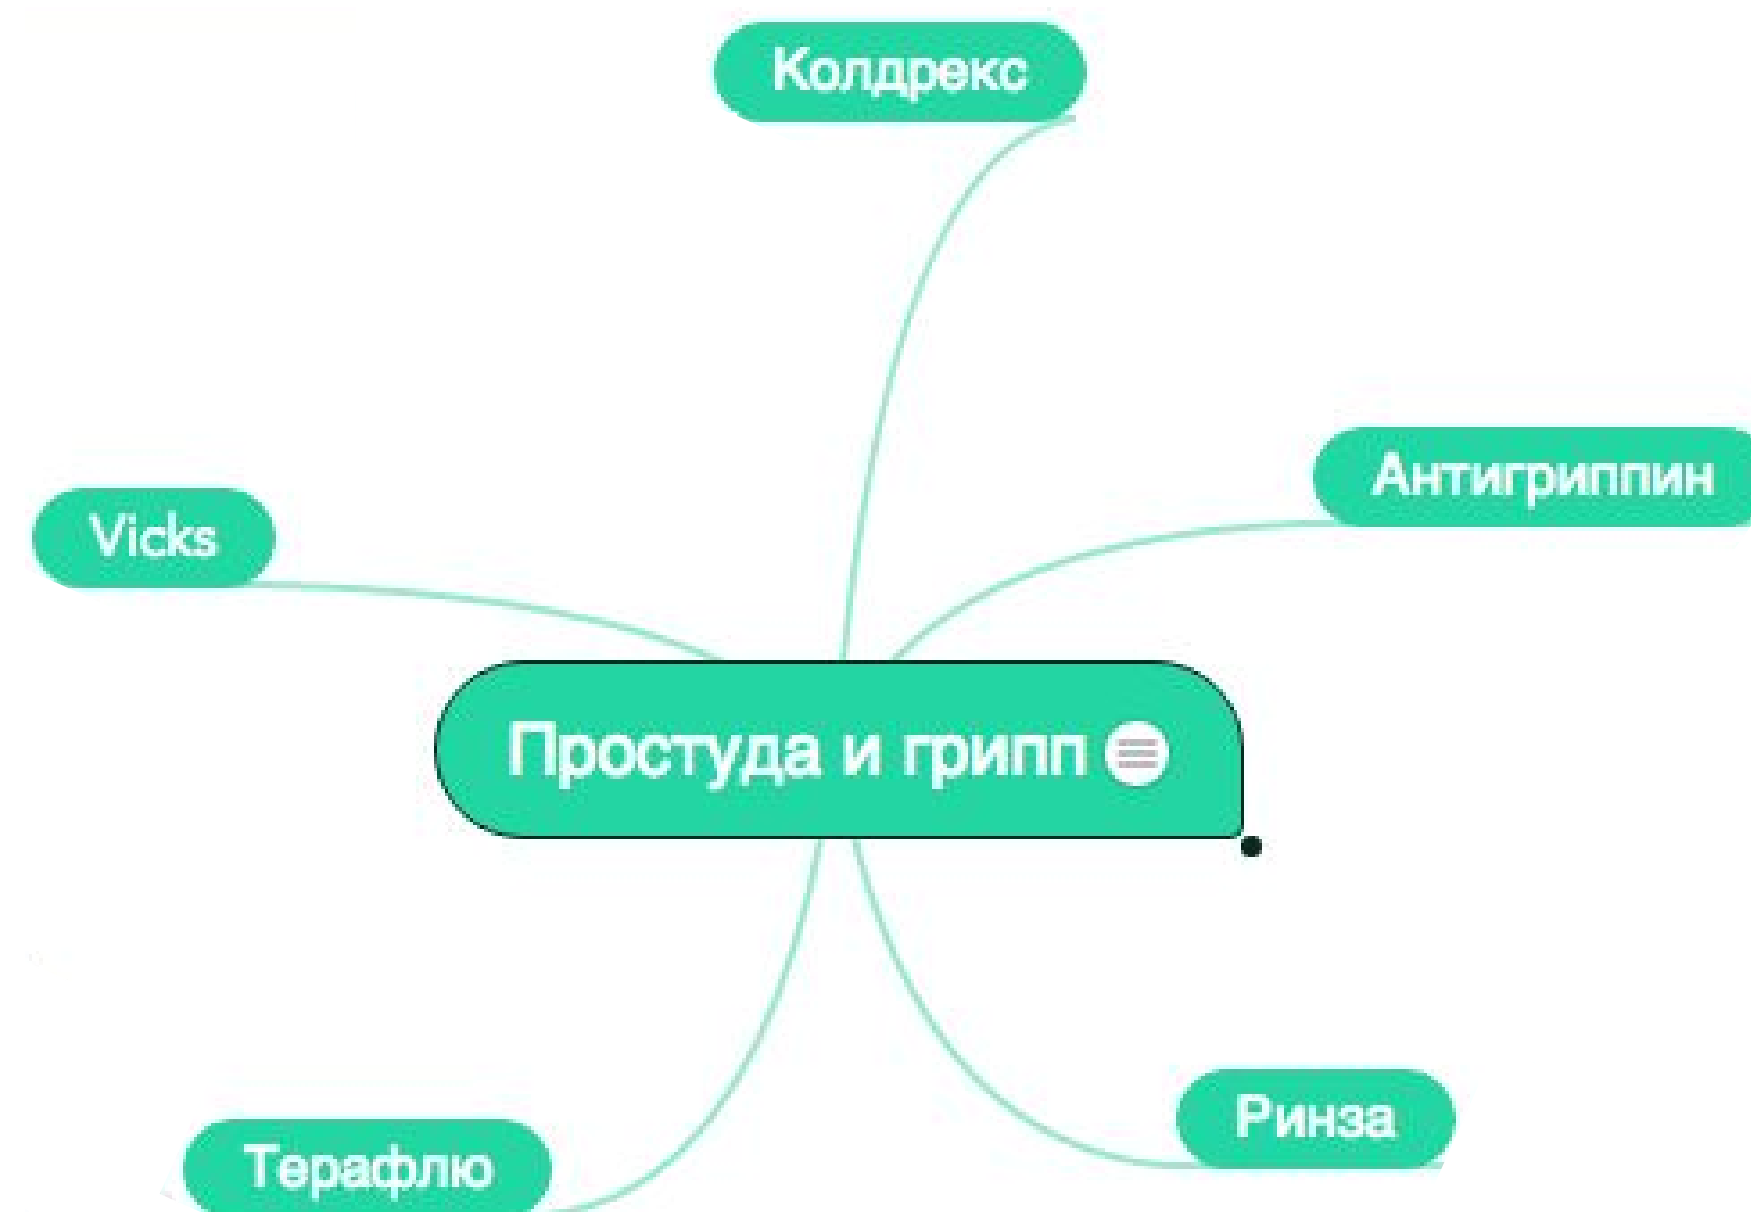 Колдрекс
Антигриппин
Vicks
Простуда и грипп
Ринза
Терафлю